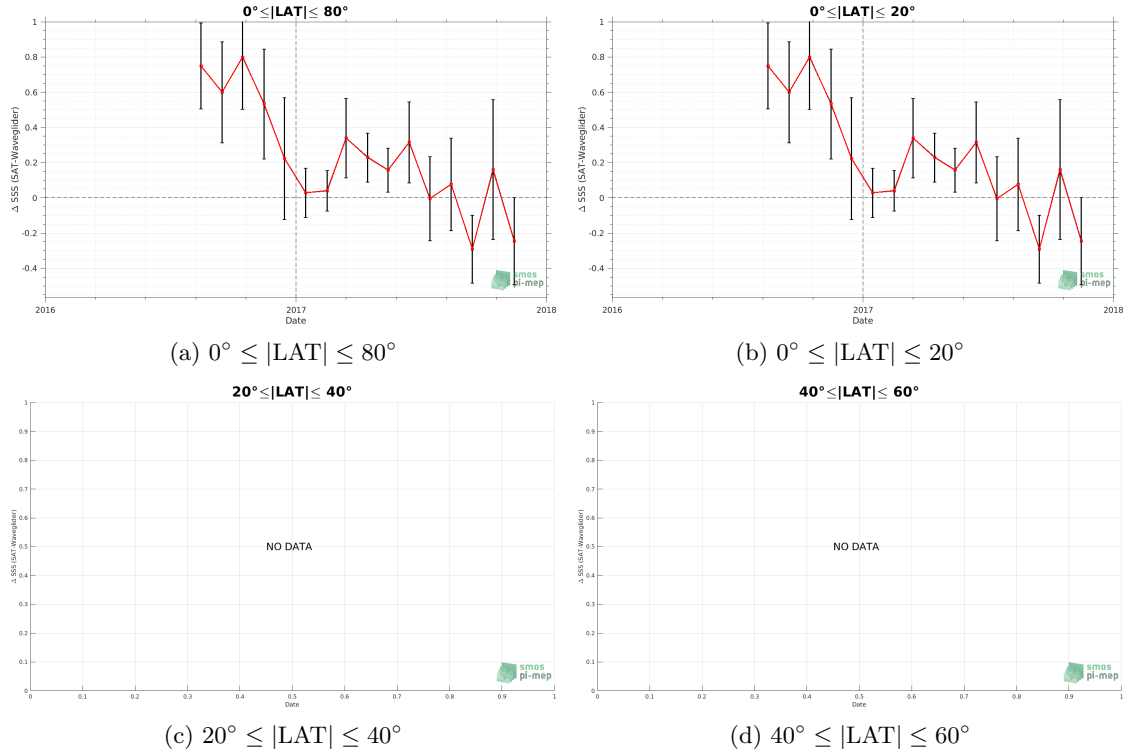 0°≤|LAT|≤ 80°
Δ SSS (SAT-Waveglider)
1
0.8
0.6
0.4
0.2
0
-0.2
-0.4
2016
2017
2018
Date
smos
pi-mep
(a) 0° ≤ |LAT| ≤ 80°
0°≤|LAT|≤ 20°
Δ SSS (SAT-Waveglider)
1
0.8
0.6
0.4
0.2
0
-0.2
-0.4
2016
2017
2018
Date
smos
pi-mep
(b) 0° ≤ |LAT| ≤ 20°
20°≤|LAT|≤ 40°
Δ SSS (SAT-Waveglider)
1
0.9
0.8
0.7
0.6
0.5
0.4
0.3
0.2
0.1
0
NO DATA
smos
pi-mep
0 0.1 0.2 0.3 0.4 0.5 0.6 0.7 0.8 0.9 1
Date
(c) 20° ≤ |LAT| ≤ 40°
40°≤|LAT|≤ 60°
Δ SSS (SAT-Waveglider)
1
0.9
0.8
0.7
0.6
0.5
0.4
0.3
0.2
0.1
0
NO DATA
smos
pi-mep
0 0.1 0.2 0.3 0.4 0.5 0.6 0.7 0.8 0.9 1
Date
(d) 40° ≤ |LAT| ≤ 60°